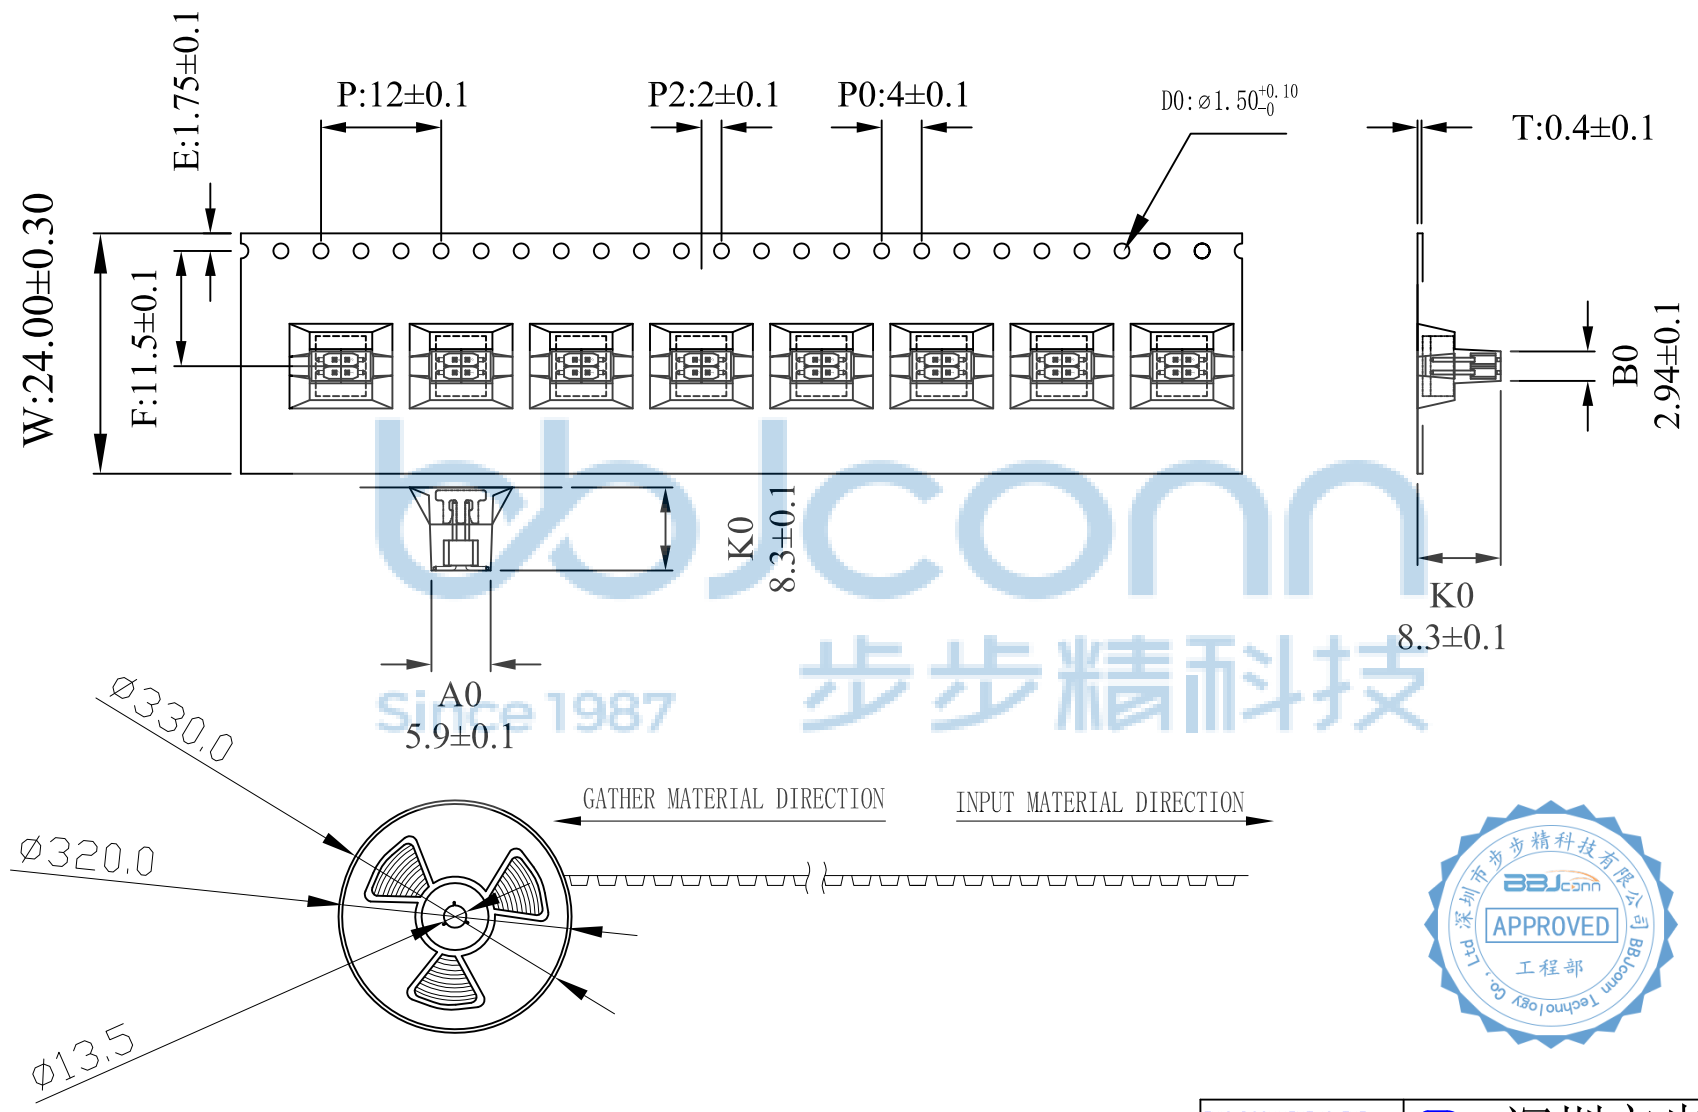 E:1.75±0.1
P:12±0.1
P2:2±0.1
P0:4±0.1
D0:⌀1.50+0.10 -0
T:0.4±0.1
W:24.00±0.30
F:11.5±0.1
B0
2.94±0.1
K0
8.3±0.1
K0
8.3±0.1
A0
5.9±0.1
bbjconn
步步精科技
Since 1987
⌀330.0
⌀320.0
⌀13.5
GATHER MATERIAL DIRECTION
INPUT MATERIAL DIRECTION
深圳市步步精科技有限公司
BBJconn
APPROVED
工程部
BBJconn Technology Co., Ltd